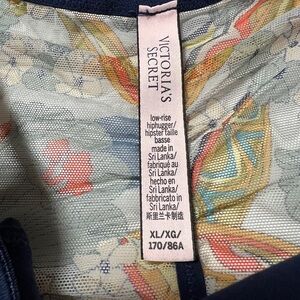 VICTORIA'S
SECRET
low-rise
hiphugger/
hipster taille
basse
made in
Sri Lanka/
fabriqué au
Sri Lanka/
hecho en
Sri Lanka/
fabbricato in
Sri Lanka/
斯里兰卡制造
XL/XG/
170/86A